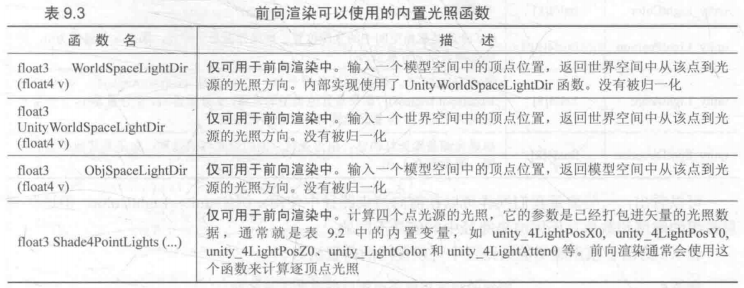 表 9.3 前向渲染可以使用的内置光照函数
函 数 名 描 述
float3 WorldSpaceLightDir
(float4 v)
仅可用于前向渲染中。输入一个模型空间中的顶点位置，返回世界空间中从该点到光
源的光照方向。内部实现使用了 UnityWorldSpaceLightDir 函数。没有被归一化
float3
UnityWorldSpaceLightDir
(float4 v)
仅可用于前向渲染中。输入一个世界空间中的顶点位置，返回世界空间中从该点到光
源的光照方向。没有被归一化
float3 ObjSpaceLightDir
(float4 v)
仅可用于前向渲染中。输入一个模型空间中的顶点位置，返回模型空间中从该点到光
源的光照方向。没有被归一化
float3 Shade4PointLights (...)
仅可用于前向渲染中。计算四个点光源的光照，它的参数是已经打包进矢量的光照数
据，通常就是表 9.2 中的内置变量，如 unity_4LightPosX0, unity_4LightPosY0,
unity_4LightPosZ0、unity_LightColor 和 unity_4LightAtten0 等。前向渲染通常会使用这
个函数来计算逐顶点光照